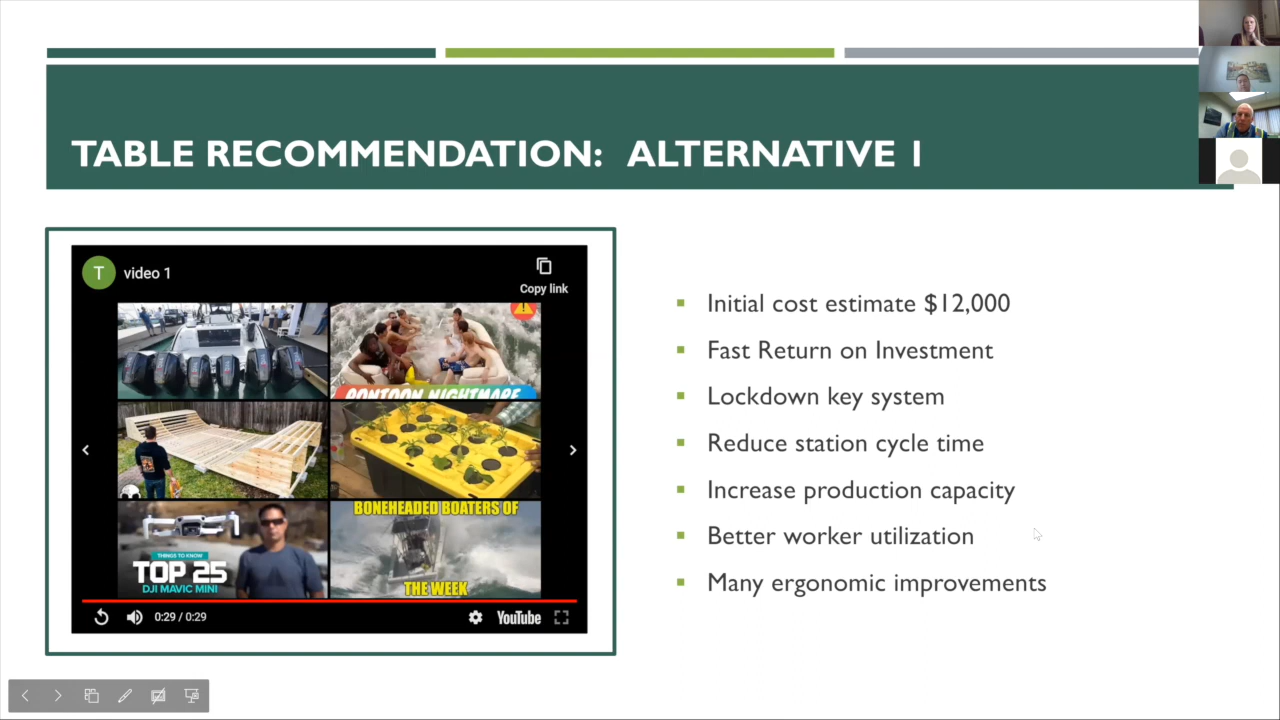 TABLE RECOMMENDATION: ALTERNATIVE I
T video 1
Copy link
PONTOON NIGHTMARE
BONEHEADED BOATERS OF
THE WEEK
THINGS TO KNOW
TOP 25
DJI MAVIC MINI
0:29 / 0:29
YouTube
Initial cost estimate $12,000
Fast Return on Investment
Lockdown key system
Reduce station cycle time
Increase production capacity
Better worker utilization
Many ergonomic improvements